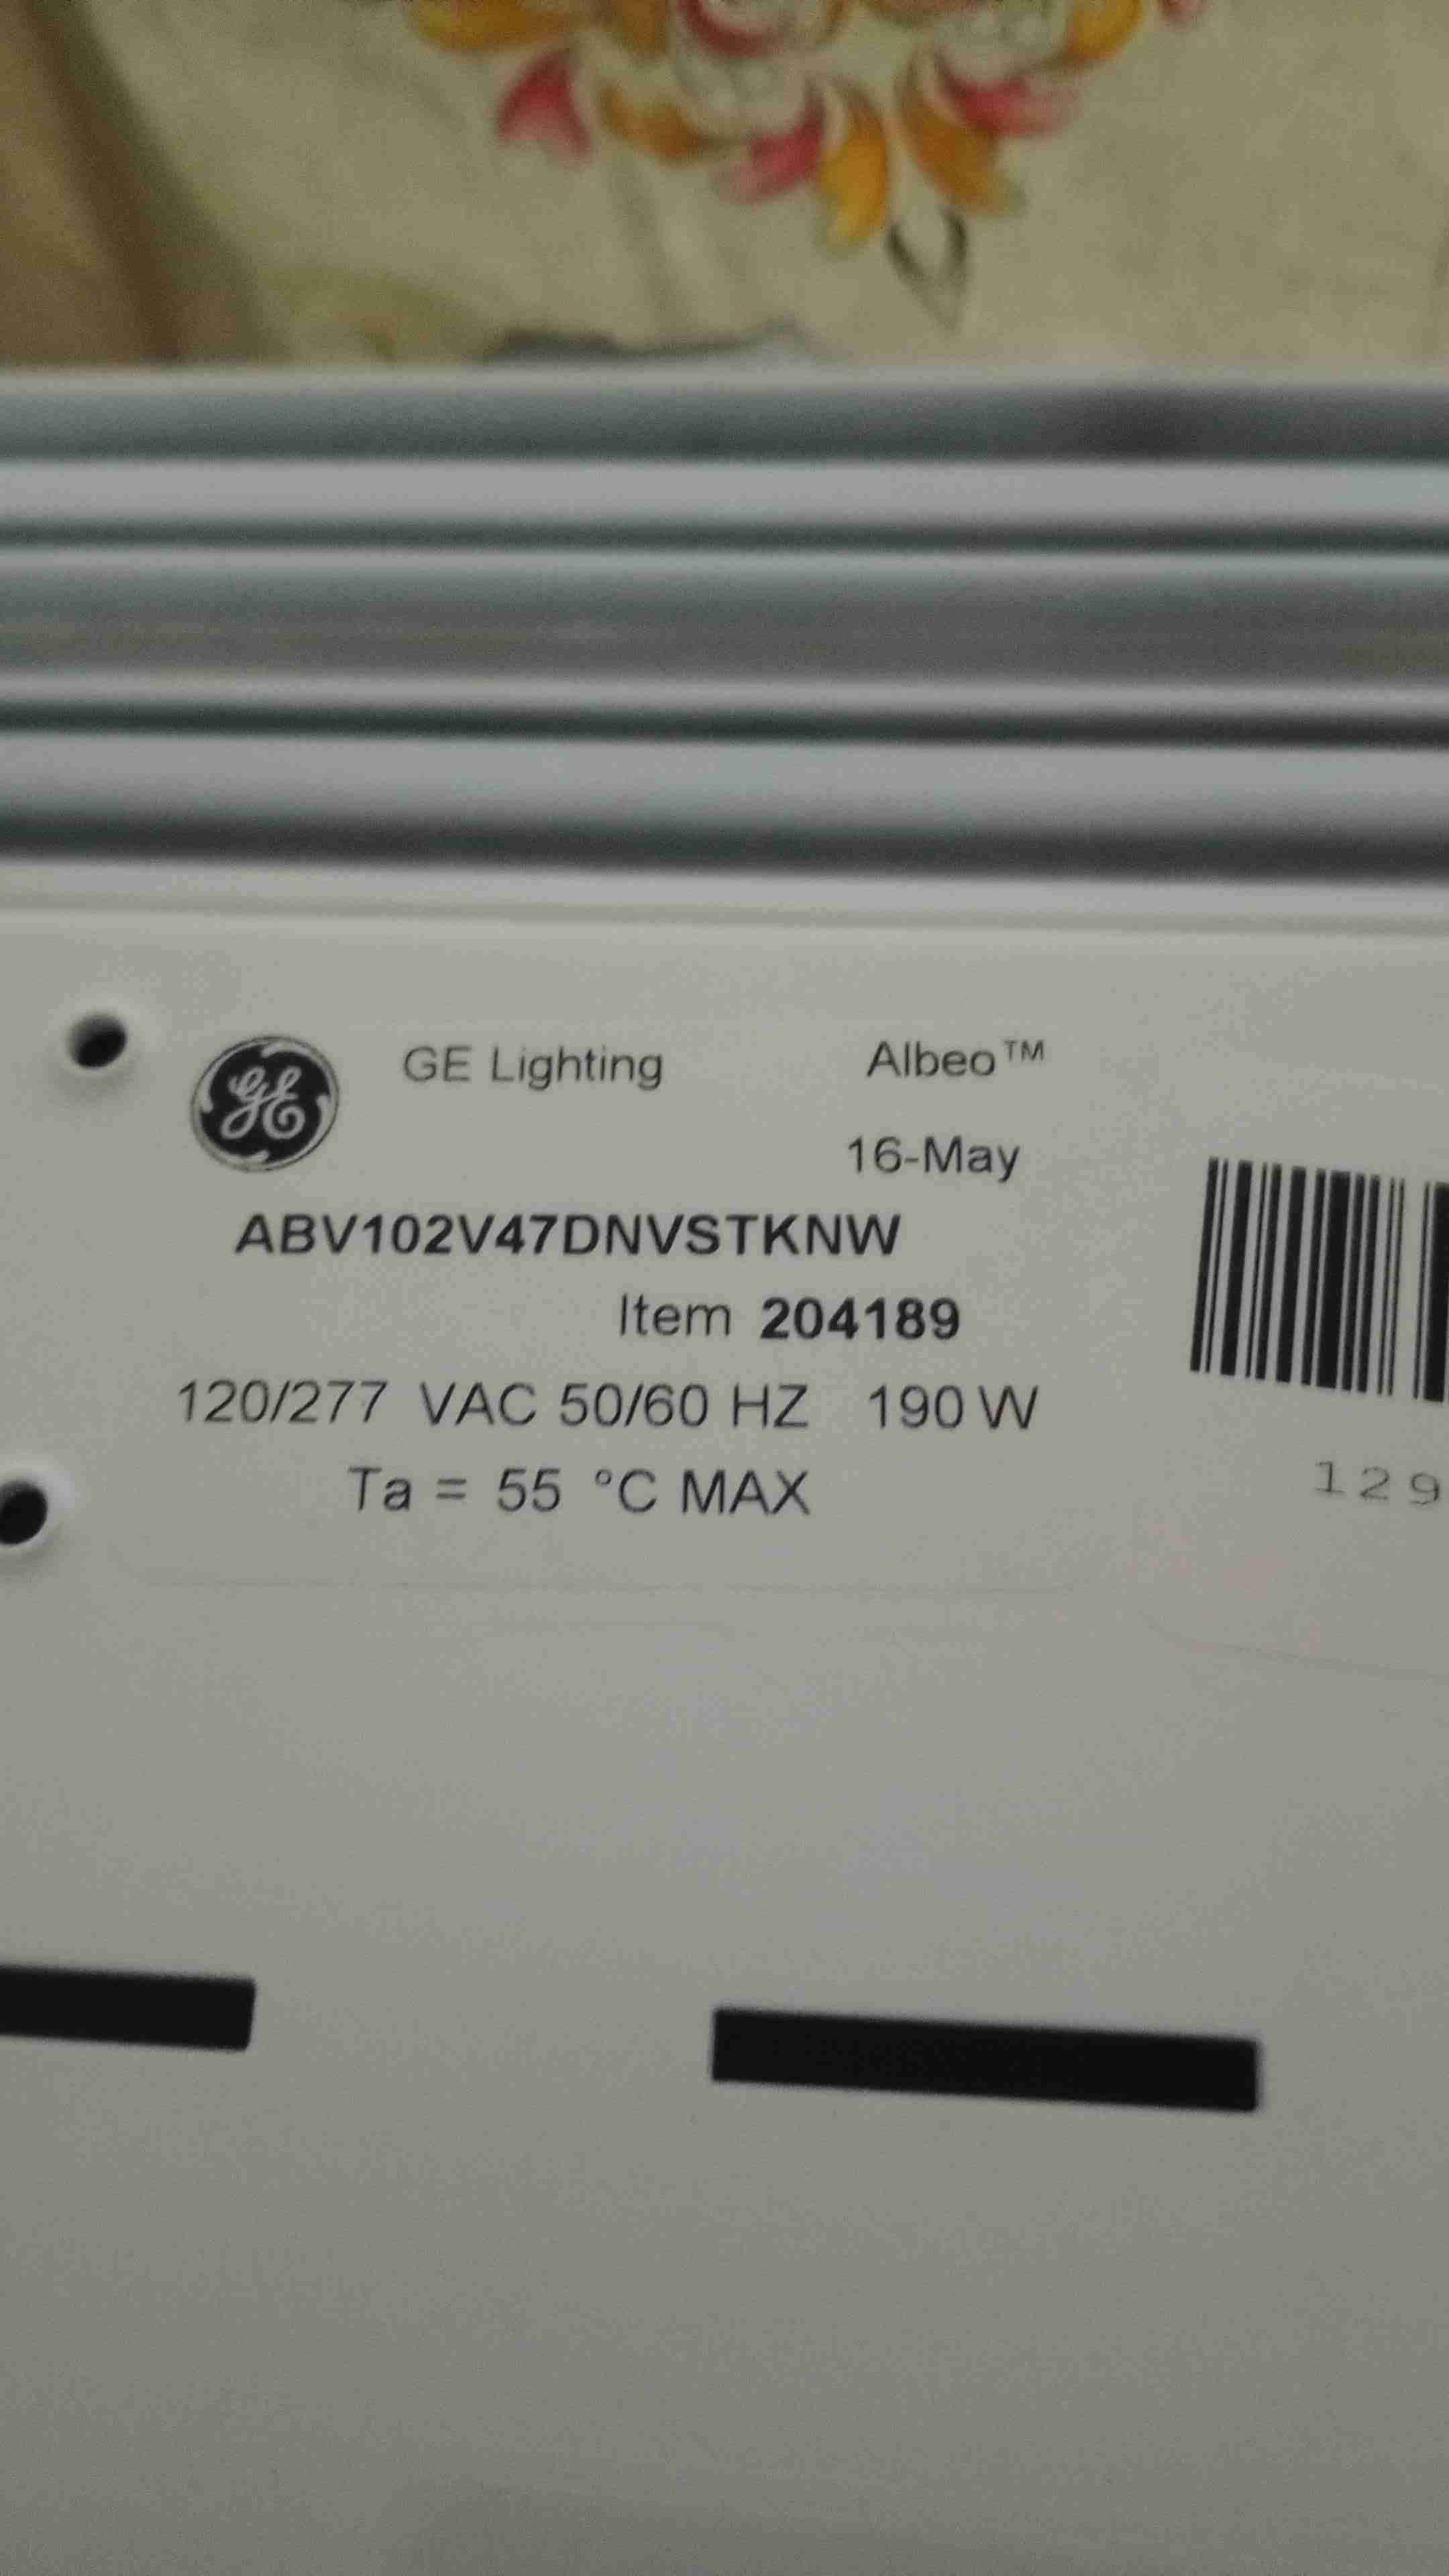 GE
GE Lighting
Albeo™
16-May
ABV102V47DNVSTKNW
Item 204189
120/277 VAC 50/60 HZ 190 W
Ta = 55 °C MAX
129